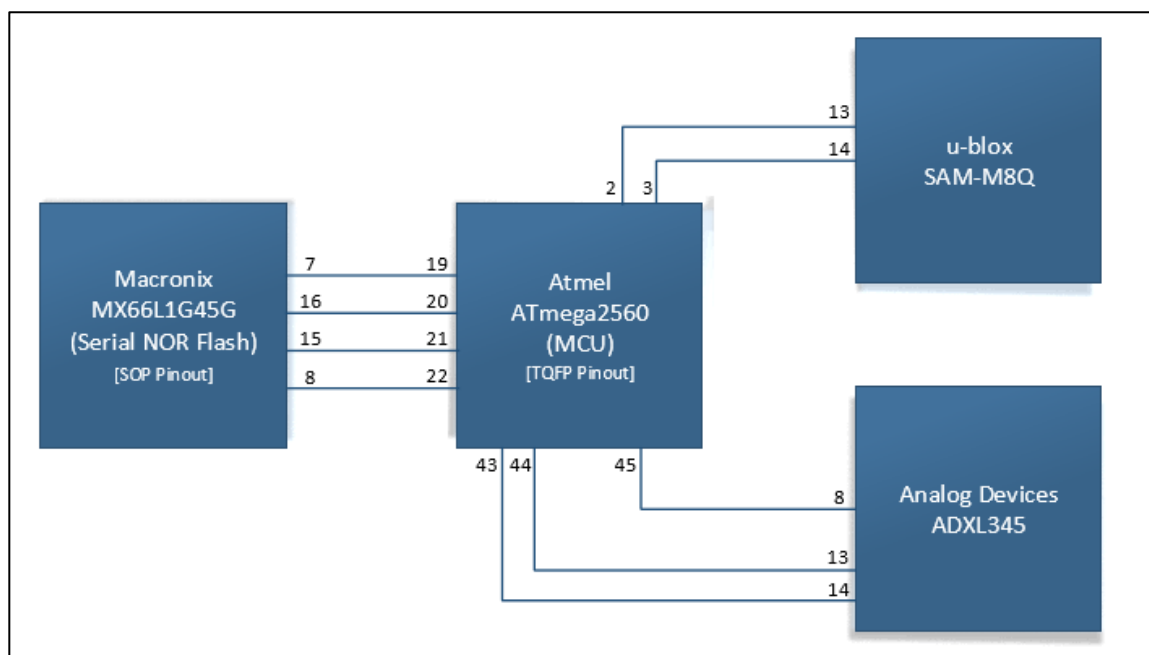 13
u-blox
SAM-M8Q
14
2 3
Macronix
MX66L1G45G
(Serial NOR Flash)
[SOP Pinout]
7 19
16 20
15 21
8 22
Atmel
ATmega2560
(MCU)
[TQFP Pinout]
43 44 45
8
Analog Devices
ADXL345
13
14